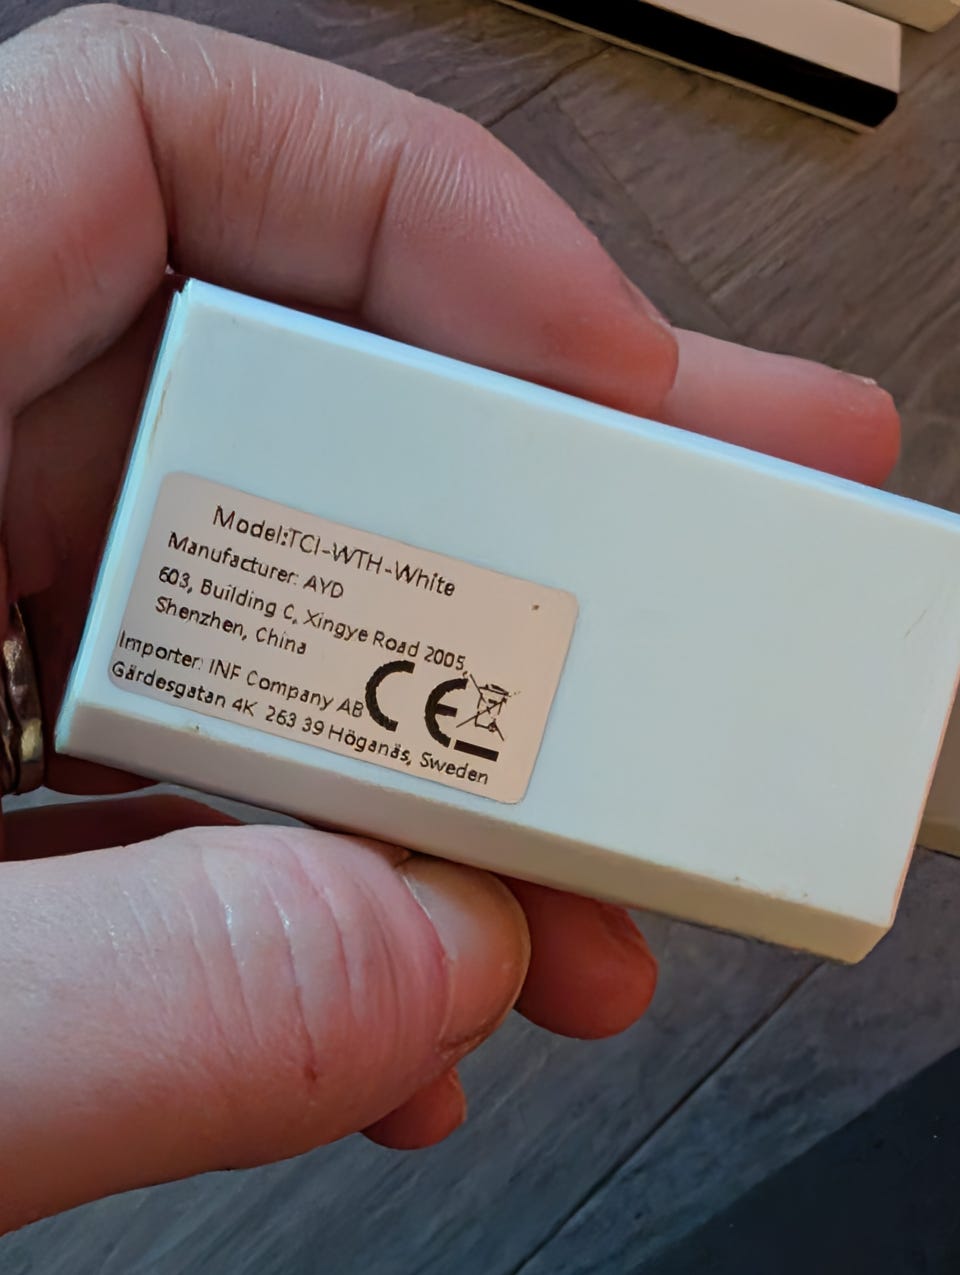 Model:TCI-WTH-White
Manufacturer: AYD
603, Building C, Xingye Road 2005,
Shenzhen, China
Importer: INF Company AB
Gärdesgatan 4K 263 39 Höganäs, Sweden
CE